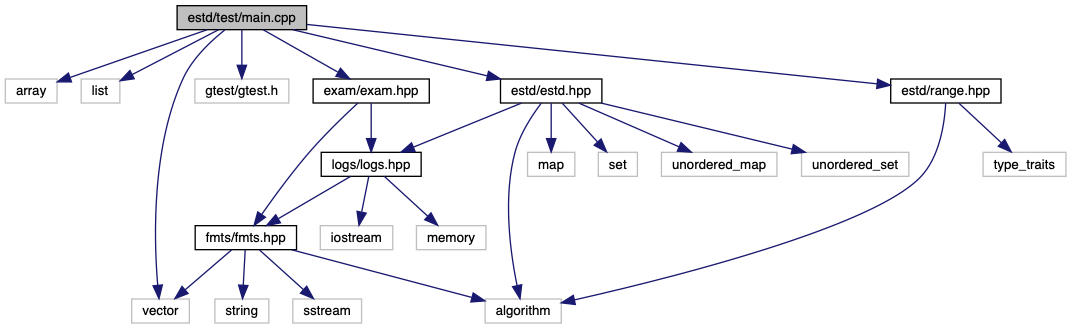 estd/test/main.cpp
array
list
gtest/gtest.h
exam/exam.hpp
estd/estd.hpp
estd/range.hpp
logs/logs.hpp
map
set
unordered_map
unordered_set
type_traits
fmts/fmts.hpp
iostream
memory
vector
string
sstream
algorithm